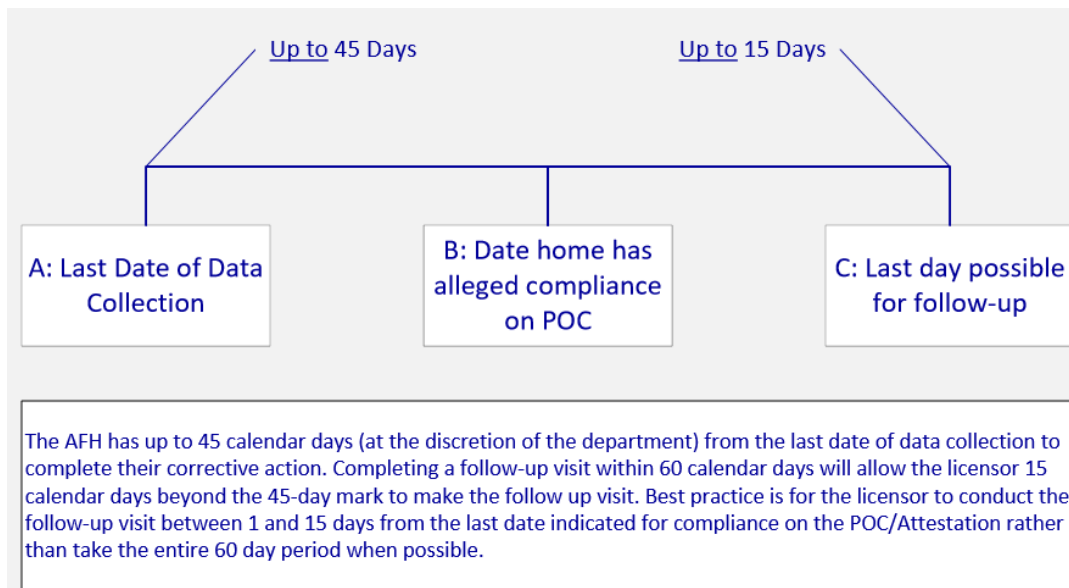 Up to 45 Days
Up to 15 Days
A: Last Date of Data
Collection
B: Date home has
alleged compliance
on POC
C: Last day possible
for follow-up
The AFH has up to 45 calendar days (at the discretion of the department) from the last date of data collection to
complete their corrective action. Completing a follow-up visit within 60 calendar days will allow the licensor 15
calendar days beyond the 45-day mark to make the follow up visit. Best practice is for the licensor to conduct the
follow-up visit between 1 and 15 days from the last date indicated for compliance on the POC/Attestation rather
than take the entire 60 day period when possible.